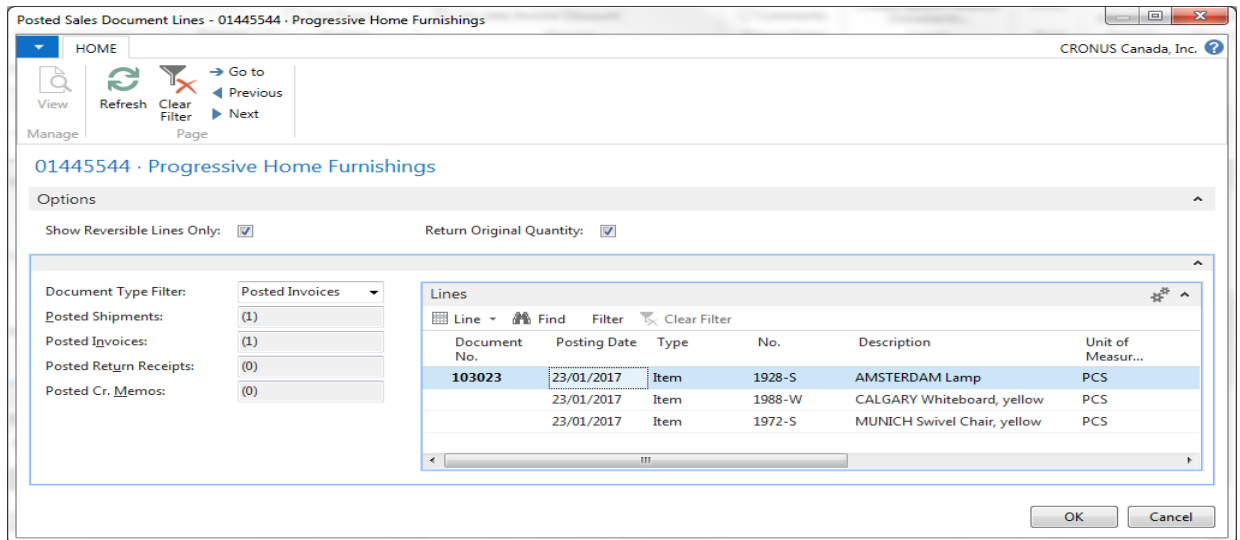 Posted Sales Document Lines - 01445544 · Progressive Home Furnishings
HOME
CRONUS Canada, Inc.
View
Refresh
Clear Filter
Go to
Previous
Next
Manage
Page
01445544 · Progressive Home Furnishings
Options
Show Reversible Lines Only:
Return Original Quantity:
Document Type Filter: Posted Invoices
Posted Shipments: (1)
Posted Invoices: (1)
Posted Return Receipts: (0)
Posted Cr. Memos: (0)
Lines
Line Find Filter Clear Filter
Document No. Posting Date Type No. Description Unit of Measur...
103023 23/01/2017 Item 1928-S AMSTERDAM Lamp PCS
23/01/2017 Item 1988-W CALGARY Whiteboard, yellow PCS
23/01/2017 Item 1972-S MUNICH Swivel Chair, yellow PCS
OK Cancel